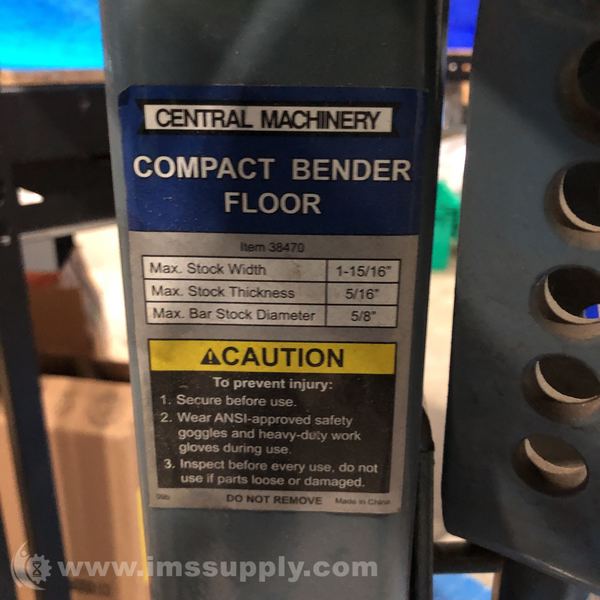 CENTRAL MACHINERY
COMPACT BENDER
FLOOR
Item 38470
Max. Stock Width 1-15/16"
Max. Stock Thickness 5/16"
Max. Bar Stock Diameter 5/8"
CAUTION
To prevent injury:
1. Secure before use.
2. Wear ANSI-approved safety
goggles and heavy-duty work
gloves during use.
3. Inspect before every use, do not
use if parts loose or damaged.
DO NOT REMOVE Made in China
www.imssupply.com